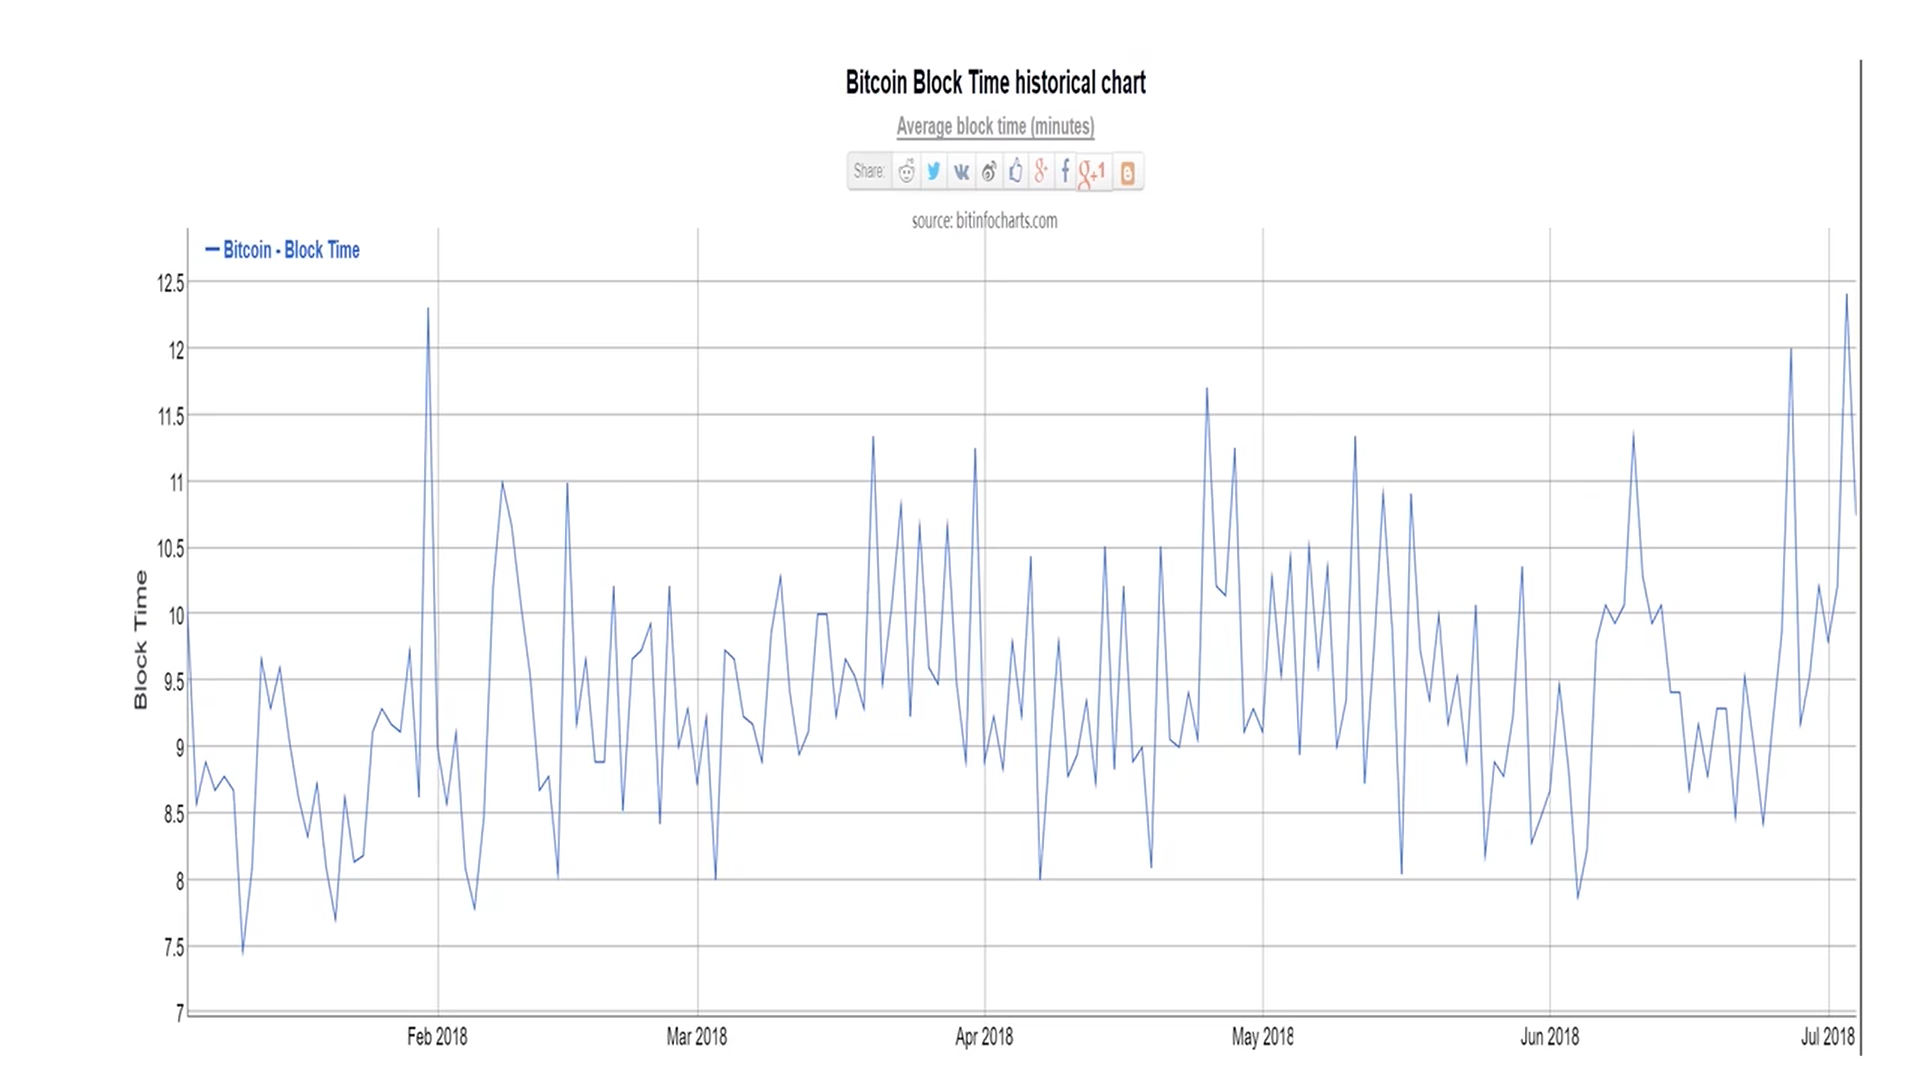 Bitcoin Block Time historical chart
Average block time (minutes)
Share:
g+1
source: bitinfocharts.com
Bitcoin - Block Time
12.5
12
11.5
11
10.5
10
9.5
9
8.5
8
7.5
7
Block Time
Feb 2018 Mar 2018 Apr 2018 May 2018 Jun 2018 Jul 2018